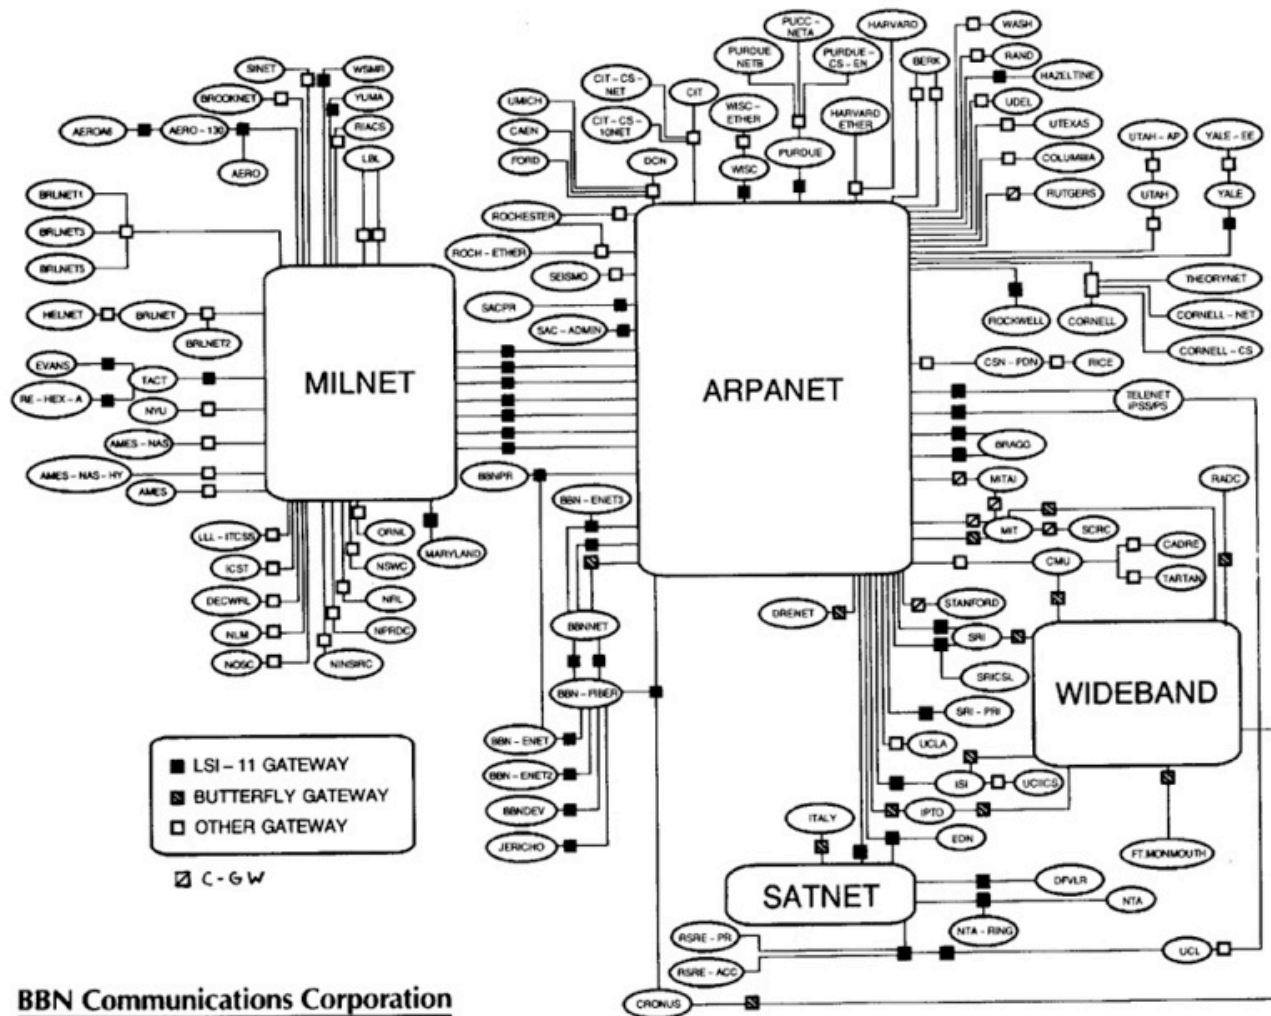 SINET
WSMR
BROOKNET
YUMA
AEROA6
AERO - 130
RIACS
AERO
LBL
BRLNET1
BRLNET3
BRLNET5
HELNET
BRLNET
BRLNET2
EVANS
TACT
RE - HEX - A
NYU
AMES - NAS
AMES - NAS - HY
AMES
MILNET
LLL - ITCSS
ICST
DECWRL
NLM
NOSC
ORNL
NSWC
NRL
NPRDC
NINSIRC
MARYLAND
UMICH
CAEN
FORD
CIT - CS -
NET
CIT - CS -
10NET
CIT
DCN
WISC -
ETHER
WISC
PURDUE
NETB
PUCC -
NETA
PURDUE -
CS - EN
PURDUE
HARVARD
HARVARD
ETHER
BERK
WASH
RAND
HAZELTINE
UDEL
UTEXAS
COLUMBIA
RUTGERS
UTAH - AP
UTAH
YALE - EE
YALE
ROCHESTER
ROCH - ETHER
SEISMO
SACPR
SAC - ADMIN
ARPANET
ROCKWELL
CORNELL
THEORYNET
CORNELL - NET
CORNELL - CS
CSN - PDN
RICE
TELENET
IPSS/PS
BRAGG
MITAI
MIT
SCRC
RADC
CMU
CADRE
TARTAN
BBNPR
BBN - ENET3
BBNNET
BBN - FIBER
BBN - ENET
BBN - ENET2
BBNDEV
JERICHO
DRENET
STANFORD
SRI
SRICSL
SRI - PRI
UCLA
ISI
UCIICS
IPTO
EDN
WIDEBAND
FT.MONMOUTH
ITALY
SATNET
DFVLR
NTA
NTA - RING
RSRE - PR
RSRE - ACC
UCL
CRONUS
LSI - 11 GATEWAY
BUTTERFLY GATEWAY
OTHER GATEWAY
C - GW
BBN Communications Corporation